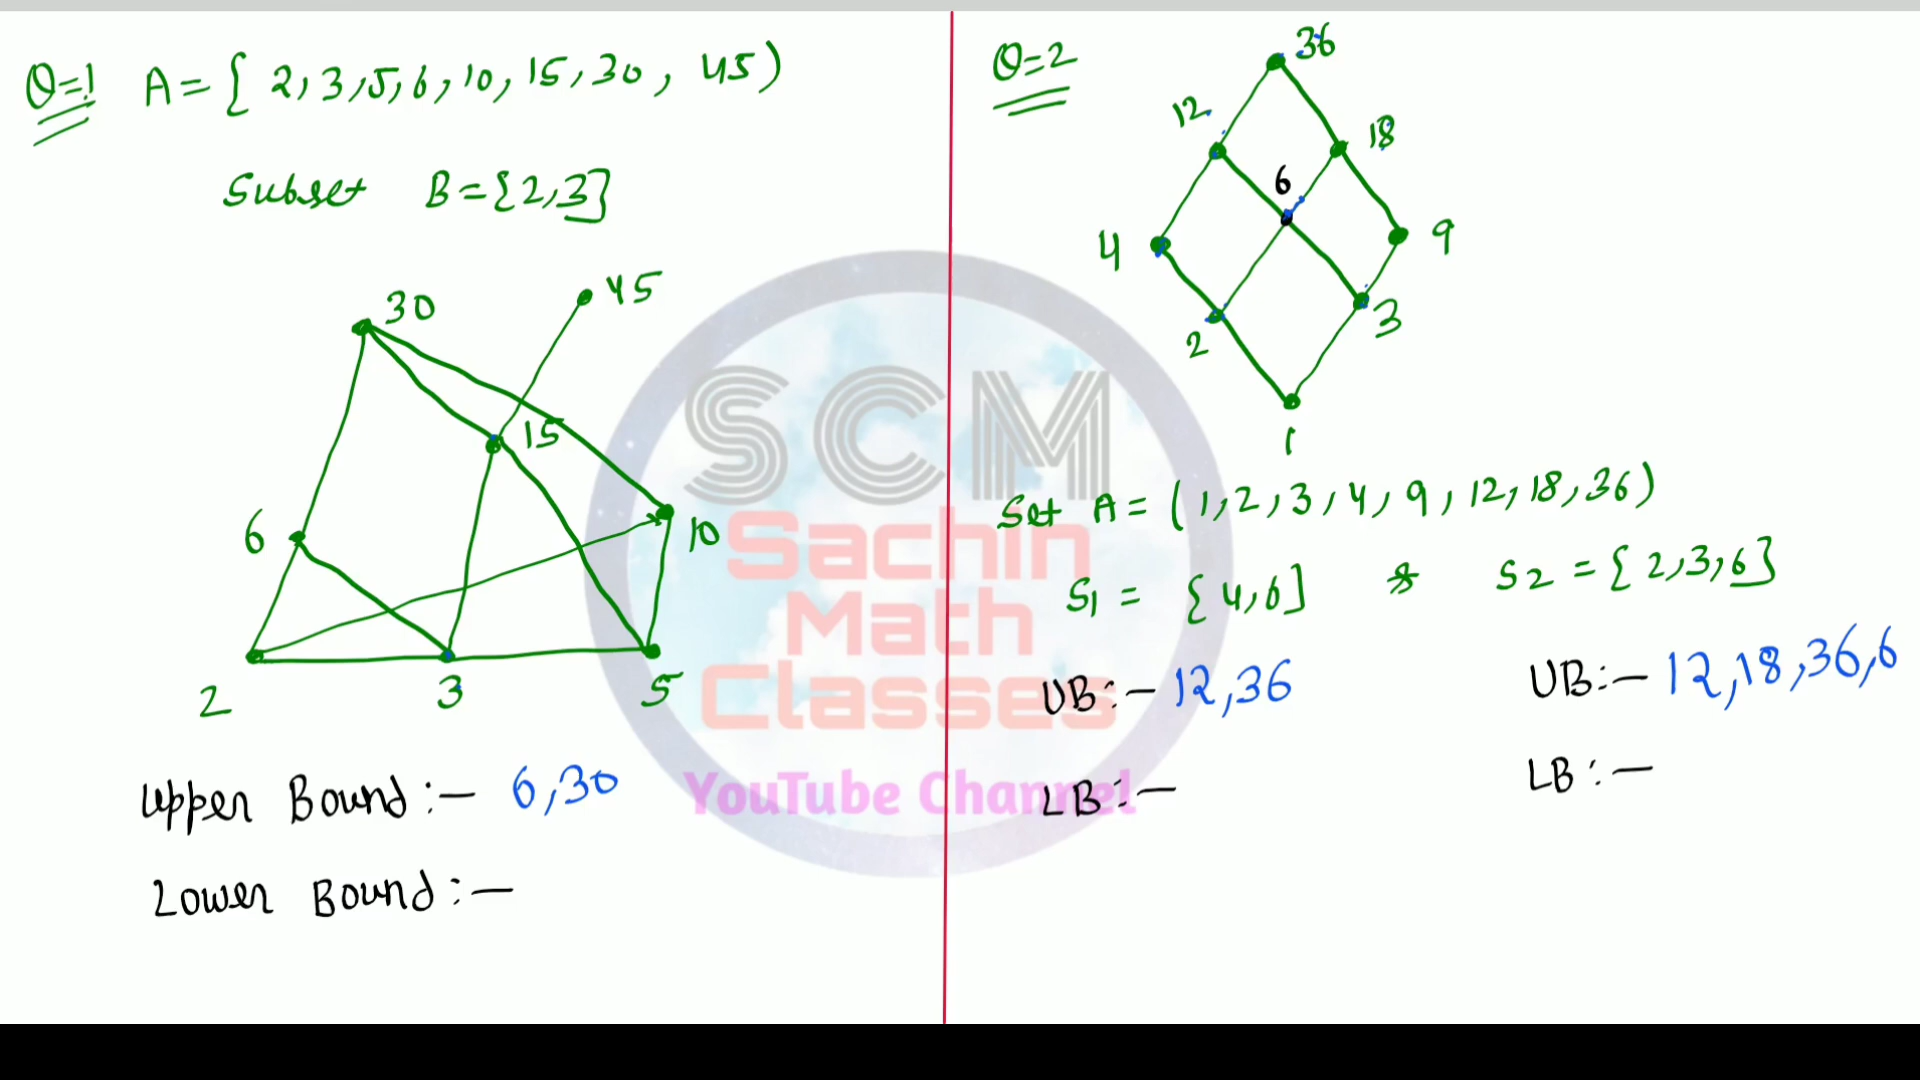 Q=1 A = { 2, 3, 5, 6, 10, 15, 30, 45 )
Subset B = {2,3}
30
45
15
6
10
2
3
5
Upper Bound :- 6,30
Lower Bound :-
Q=2
36
12
18
6
4
9
2
3
1
Set A = ( 1, 2, 3, 4, 9, 12, 18, 36 )
S1 = {4,6} & S2 = {2,3,6}
UB :- 12,36
UB :- 12,18,36,6
LB :-
LB :-
SCM
Sachin
Math
Classes
YouTube Channel